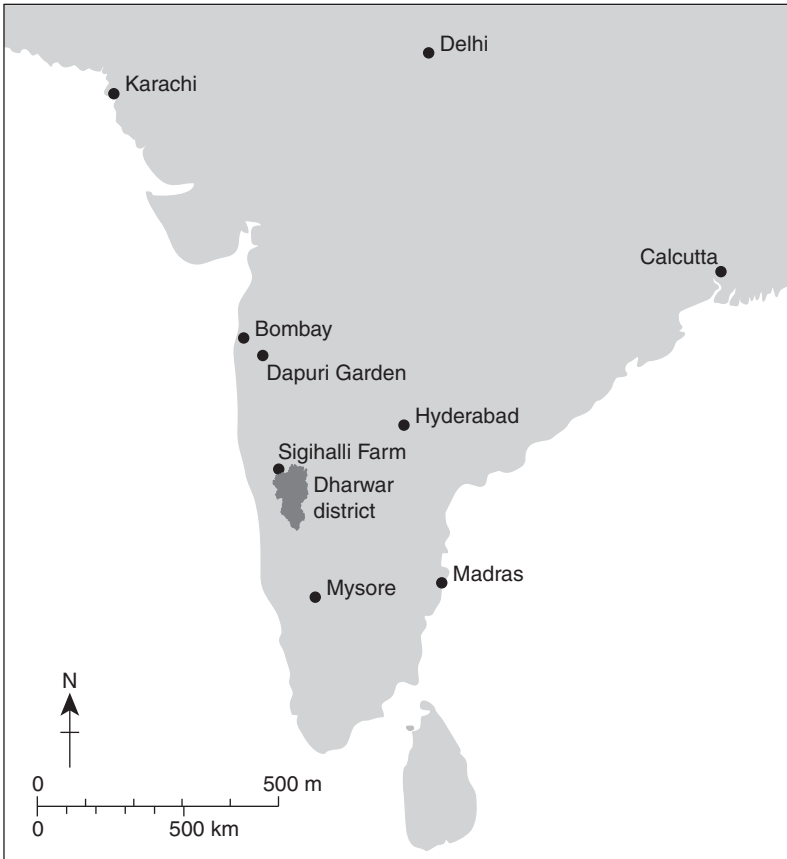 Delhi
Karachi
Calcutta
Bombay
Dapuri Garden
Hyderabad
Sigihalli Farm
Dharwar
district
Madras
Mysore
N
0 500 m
0 500 km